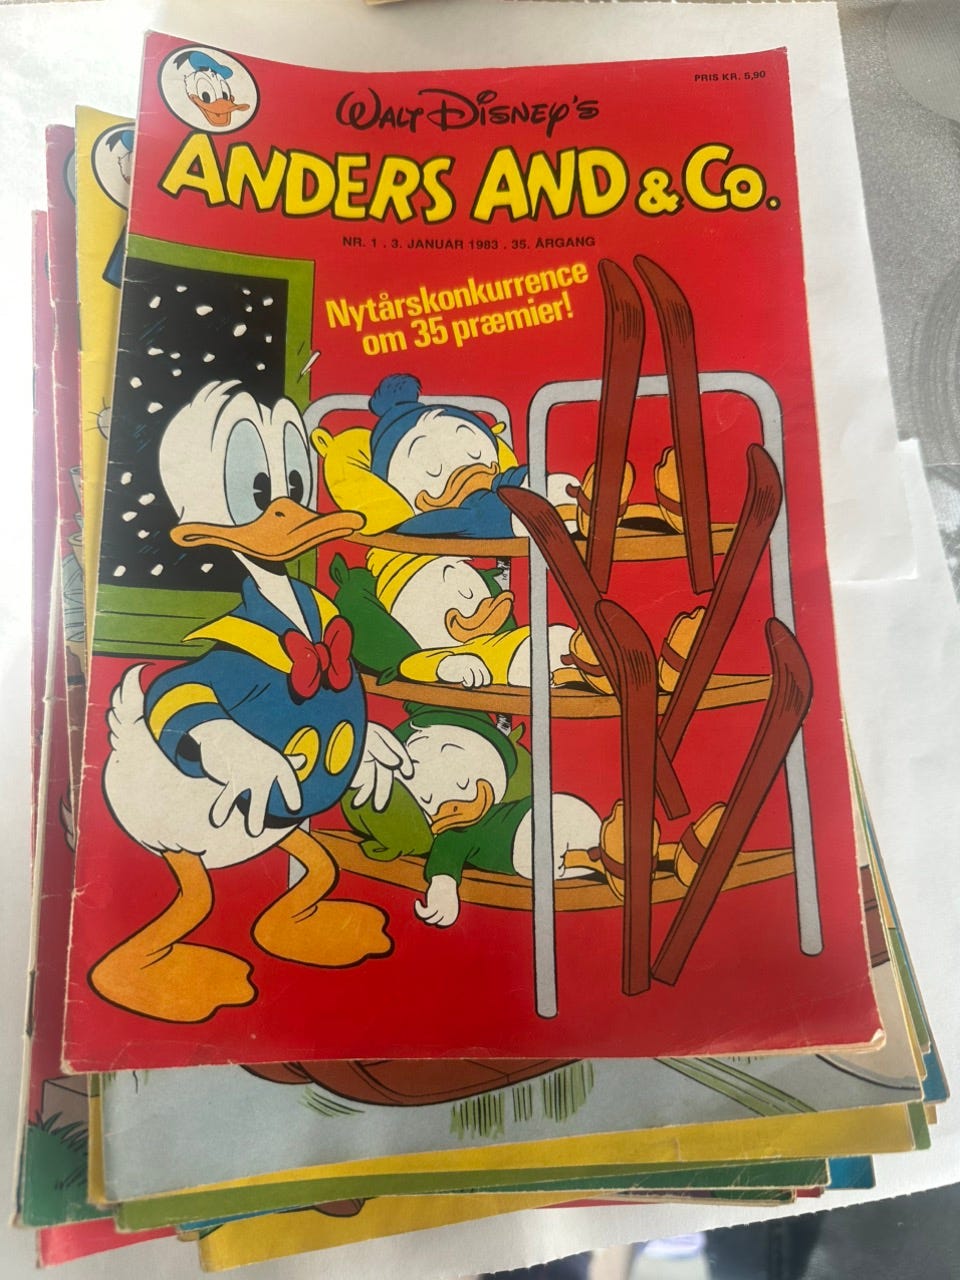 PRIS KR. 5,90
WALT DISNEY'S
ANDERS AND & CO.
NR. 1 . 3. JANUAR 1983 . 35. ÅRGANG
Nytårskonkurrence
om 35 præmier!